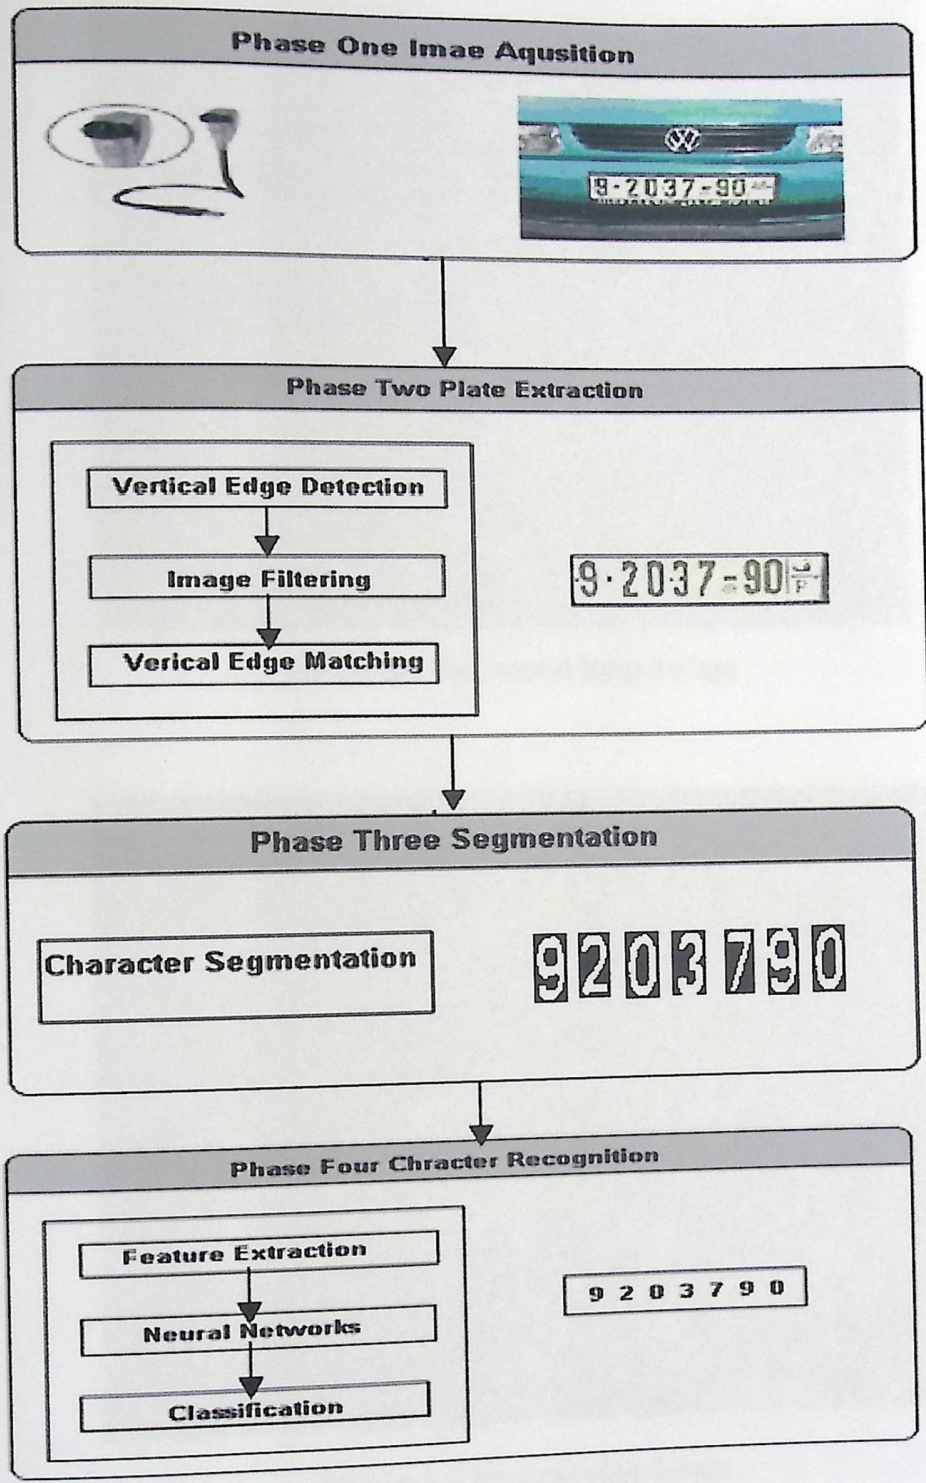 Phase One Imae Aqusition
9-2037-90
Phase Two Plate Extraction
Vertical Edge Detection
Image Filtering
Verical Edge Matching
9·2037=90
Phase Three Segmentation
Character Segmentation
9203790
Phase Four Chracter Recognition
Feature Extraction
Neural Networks
Classification
9 2 0 3 7 9 0